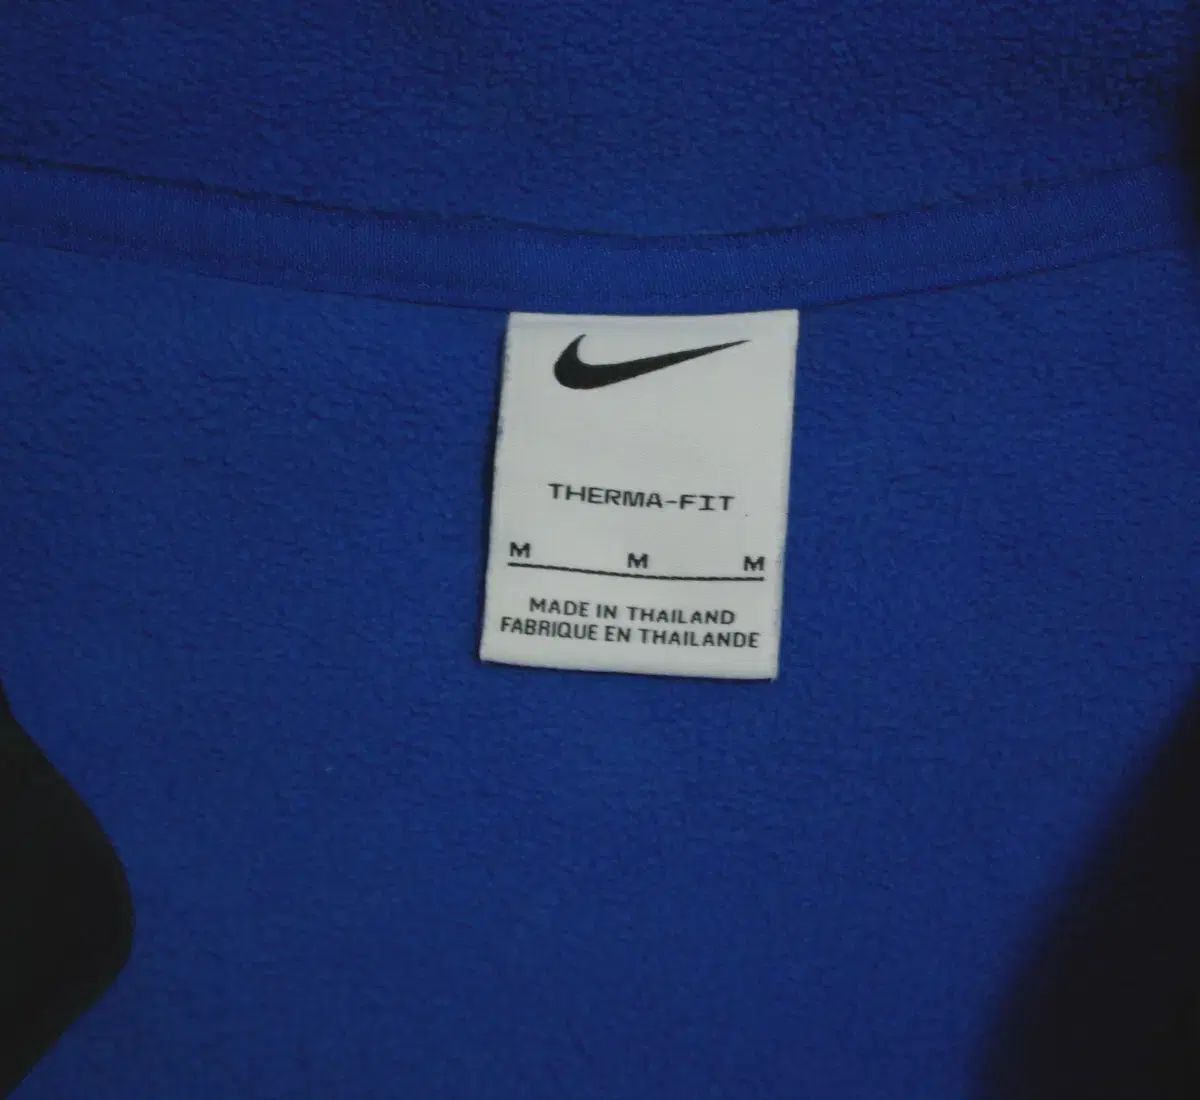 THERMA-FIT
M M M
MADE IN THAILAND
FABRIQUE EN THAILANDE